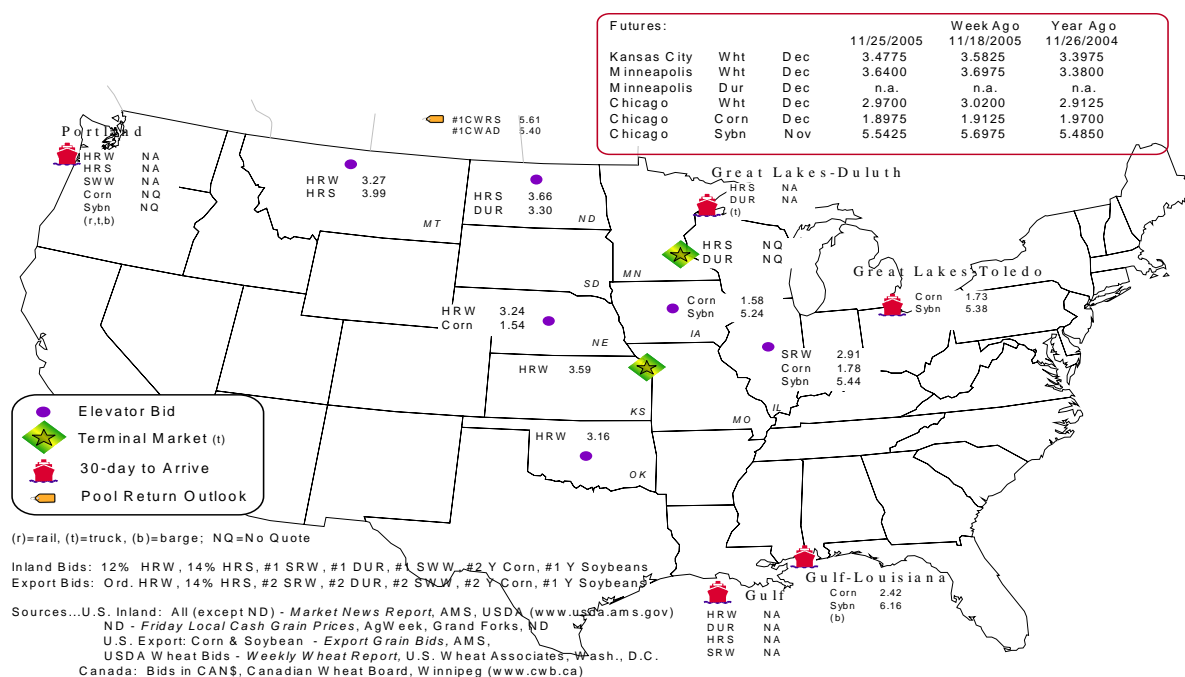 Futures: Week Ago Year Ago
11/25/2005 11/18/2005 11/26/2004
Kansas City Wht Dec 3.4775 3.5825 3.3975
Minneapolis Wht Dec 3.6400 3.6975 3.3800
Minneapolis Dur Dec n.a. n.a. n.a.
Chicago Wht Dec 2.9700 3.0200 2.9125
Chicago Corn Dec 1.8975 1.9125 1.9700
Chicago Sybn Nov 5.5425 5.6975 5.4850
#1CWRS 5.61
#1CWAD 5.40
Portland
HRW NA
HRS NA
SWW NA
Corn NQ
Sybn NQ
(r,t,b)
HRW 3.27
HRS 3.99
MT
HRS 3.66
DUR 3.30
ND
Great Lakes-Duluth
HRS NA
DUR NA
(t)
HRS NQ
DUR NQ
MN
SD
Great Lakes-Toledo
Corn 1.73
Sybn 5.38
HRW 3.24
Corn 1.54
NE
Corn 1.58
Sybn 5.24
IA
SRW 2.91
Corn 1.78
Sybn 5.44
IL
HRW 3.59
KS
MO
HRW 3.16
OK
Elevator Bid
Terminal Market (t)
30-day to Arrive
Pool Return Outlook
(r)=rail, (t)=truck, (b)=barge; NQ=No Quote
Inland Bids: 12% HRW, 14% HRS, #1 SRW, #1 DUR, #1 SWW, #2 Y Corn, #1 Y Soybeans
Export Bids: Ord. HRW, 14% HRS, #2 SRW, #2 DUR, #2 SWW, #2 Y Corn, #1 Y Soybeans
Gulf-Louisiana
Corn 2.42
Sybn 6.16
(b)
Gulf
HRW NA
DUR NA
HRS NA
SRW NA
Sources...U.S. Inland: All (except ND) - Market News Report, AMS, USDA (www.usda.ams.gov)
ND - Friday Local Cash Grain Prices, AgWeek, Grand Forks, ND
U.S. Export: Corn & Soybean - Export Grain Bids, AMS,
USDA Wheat Bids - Weekly Wheat Report, U.S. Wheat Associates, Wash., D.C.
Canada: Bids in CAN$, Canadian Wheat Board, Winnipeg (www.cwb.ca)